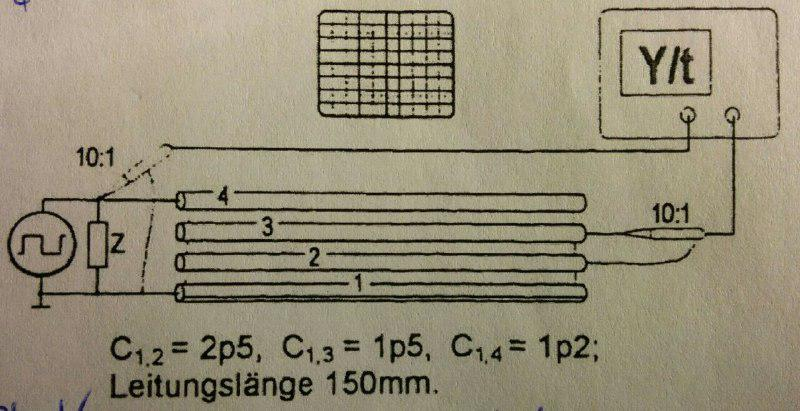 Y/t
10:1
4
3
10:1
Z
2
1
C1,2 = 2p5, C1,3 = 1p5, C1,4 = 1p2;
Leitungslänge 150mm.